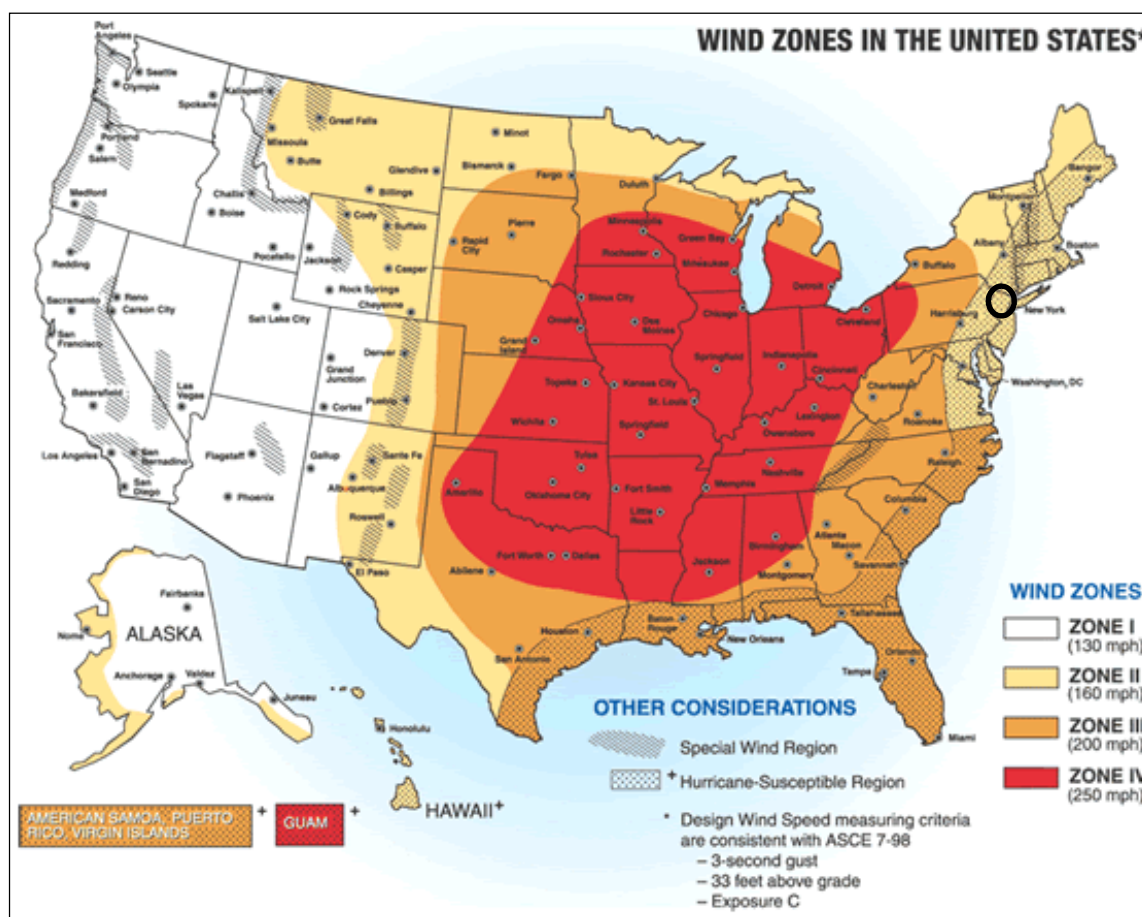 WIND ZONES IN THE UNITED STATES*
Port
Angeles
Seattle
Olympia
Spokane
Kalispell
Great Falls
Minot
Portland
Missoula
Salem
Butte
Glendive
Bismarck
Fargo
Duluth
Bangor
Medford
Challis
Billings
Montpelier
Boise
Cody
Buffalo
Pierre
Minneapolis
Green Bay
Albany
Boston
Redding
Pocatello
Jackson
Rapid
City
Rochester
Milwaukee
Buffalo
Casper
Detroit
Sacramento
Reno
Carson City
Rock Springs
Cheyenne
Sioux City
Chicago
Cleveland
Harrisburg
New York
San
Francisco
Salt Lake City
Omaha
Des
Moines
Grand
Island
Denver
Springfield
Indianapolis
Grand
Junction
Cincinnati
Washington, DC
Bakersfield
Las
Vegas
Topeka
Kansas City
Charleston
Cortez
Pueblo
St. Louis
Lexington
Roanoke
Wichita
Springfield
Owensboro
Los Angeles
San
Bernadino
Flagstaff
Gallup
Sante Fe
Tulsa
Nashville
Raleigh
San
Diego
Albuquerque
Amarillo
Oklahoma City
Fort Smith
Memphis
Phoenix
Little
Rock
Columbia
Roswell
Atlanta
Birmingham
Macon
Fort Worth
Dallas
Savannah
El Paso
Abilene
Jackson
Montgomery
Fairbanks
Tallahassee
ALASKA
Nome
Houston
Baton
Rouge
New Orleans
San Antonio
Orlando
Tampa
Anchorage
Valdez
Juneau
Miami
Honolulu
HAWAII+
WIND ZONES
ZONE I
(130 mph)
ZONE II
(160 mph)
ZONE III
(200 mph)
ZONE IV
(250 mph)
OTHER CONSIDERATIONS
Special Wind Region
+ Hurricane-Susceptible Region
* Design Wind Speed measuring criteria
are consistent with ASCE 7-98
– 3-second gust
– 33 feet above grade
– Exposure C
AMERICAN SAMOA, PUERTO
RICO, VIRGIN ISLANDS
+
GUAM
+